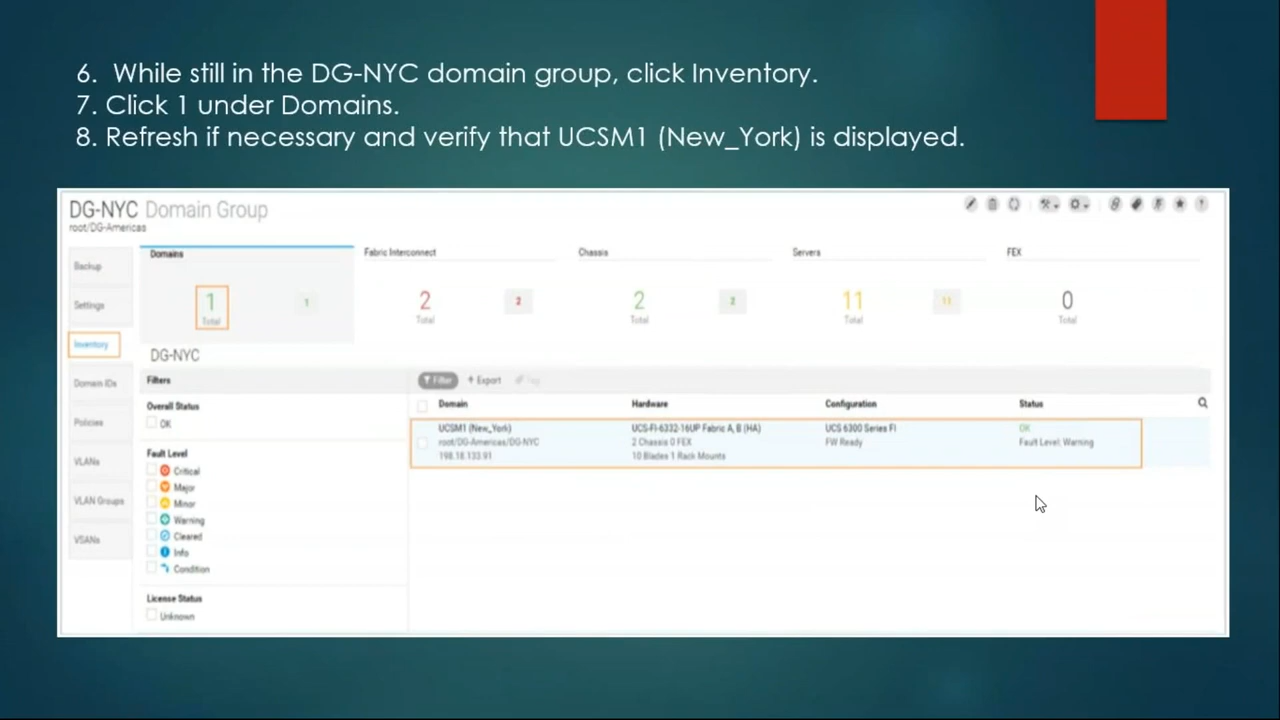 6. While still in the DG-NYC domain group, click Inventory.
7. Click 1 under Domains.
8. Refresh if necessary and verify that UCSM1 (New_York) is displayed.
DG-NYC Domain Group
root/DG-Americas
Backup
Settings
Inventory
Domain IDs
Policies
VLANs
VLAN Groups
VSANs
Domains
1
Total
1
Fabric Interconnect
2
Total
2
Chassis
2
Total
2
Servers
11
Total
11
FEX
0
Total
DG-NYC
Filters
Overall Status
OK
Fault Level
Critical
Major
Minor
Warning
Cleared
Info
Condition
License Status
Unknown
Filter Export Tag
Domain Hardware Configuration Status
UCSM1 (New_York) UCS-FI-6332-16UP Fabric A, B (HA) UCS 6300 Series FI OK
root/DG-Americas/DG-NYC 2 Chassis 0 FEX FW Ready Fault Level: Warning
198.18.133.91 10 Blades 1 Rack Mounts